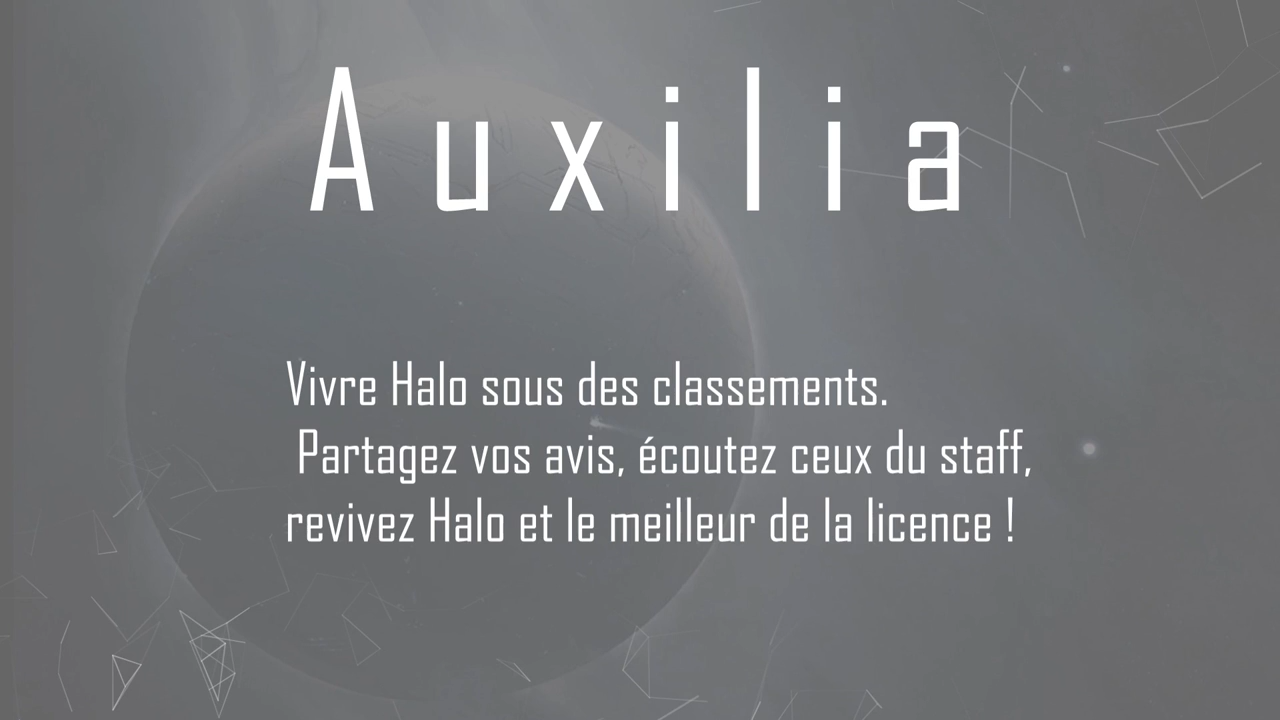 Auxilia
Vivre Halo sous des classements.
Partagez vos avis, écoutez ceux du staff,
revivez Halo et le meilleur de la licence !